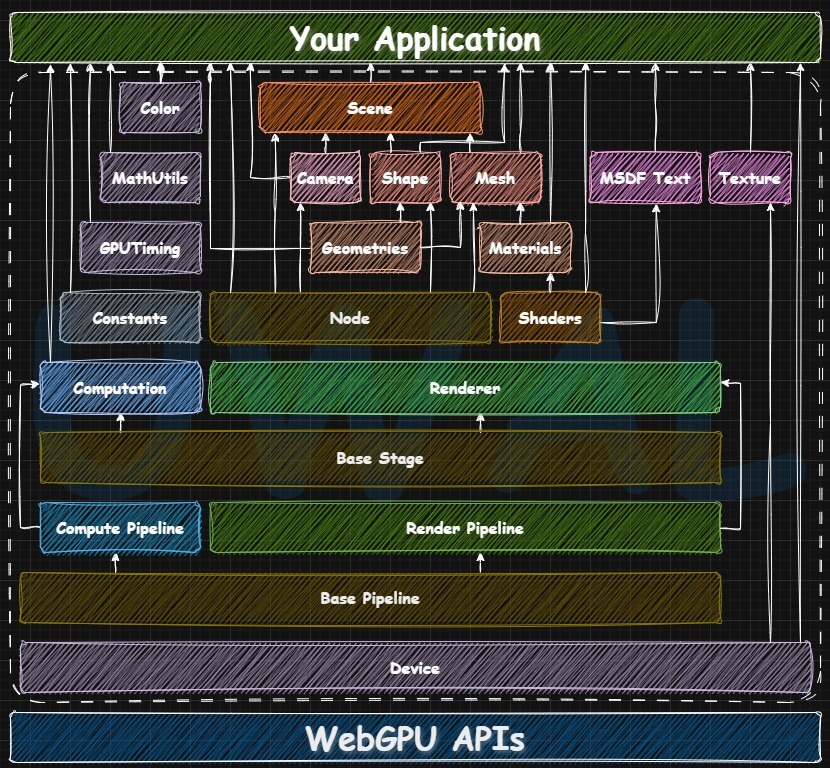 Your Application
Color
Scene
MathUtils
Camera
Shape
Mesh
MSDF Text
Texture
GPUTiming
Geometries
Materials
Constants
Node
Shaders
Computation
Renderer
Base Stage
Compute Pipeline
Render Pipeline
Base Pipeline
Device
WebGPU APIs